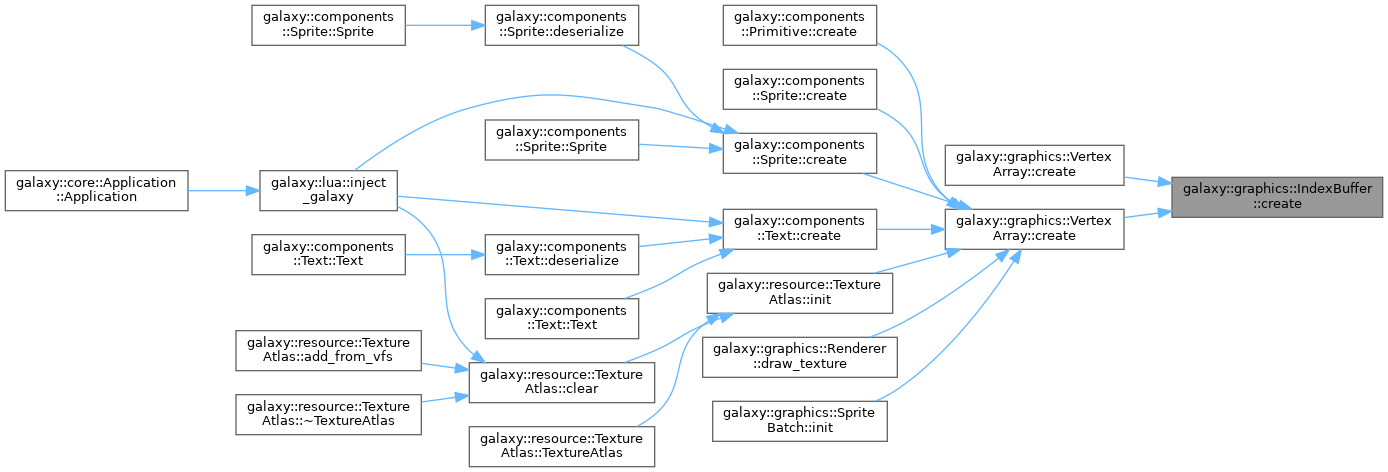 galaxy::components
::Sprite::Sprite
galaxy::components
::Sprite::deserialize
galaxy::components
::Primitive::create
galaxy::components
::Sprite::create
galaxy::components
::Sprite::Sprite
galaxy::components
::Sprite::create
galaxy::graphics::Vertex
Array::create
galaxy::core::Application
::Application
galaxy::lua::inject
_galaxy
galaxy::graphics::IndexBuffer
::create
galaxy::components
::Text::create
galaxy::graphics::Vertex
Array::create
galaxy::components
::Text::Text
galaxy::components
::Text::deserialize
galaxy::resource::Texture
Atlas::init
galaxy::components
::Text::Text
galaxy::resource::Texture
Atlas::add_from_vfs
galaxy::graphics::Renderer
::draw_texture
galaxy::resource::Texture
Atlas::clear
galaxy::resource::Texture
Atlas::~TextureAtlas
galaxy::graphics::Sprite
Batch::init
galaxy::resource::Texture
Atlas::TextureAtlas